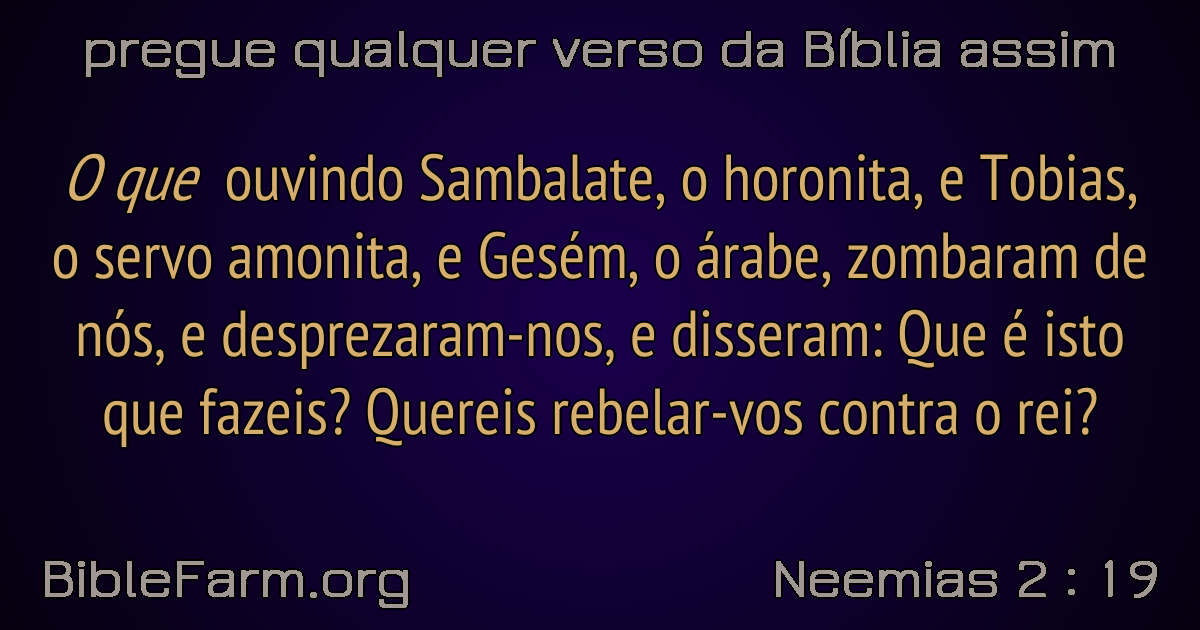 pregue qualquer verso da Bíblia assim
O que ouvindo Sambalate, o horonita, e Tobias,
o servo amonita, e Gesém, o árabe, zombaram de
nós, e desprezaram-nos, e disseram: Que é isto
que fazeis? Quereis rebelar-vos contra o rei?
BibleFarm.org
Neemias 2 : 19